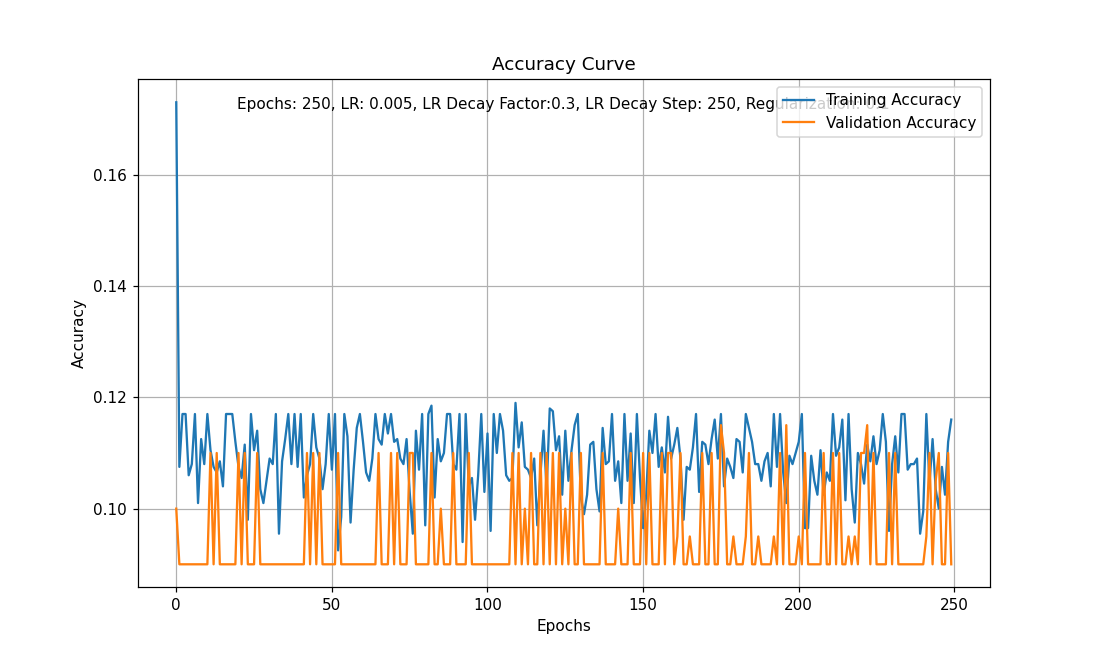 Accuracy Curve
Epochs: 250, LR: 0.005, LR Decay Factor:0.3, LR Decay Step: 250, Regularization:
Training Accuracy
Validation Accuracy
0.16
0.14
0.12
0.10
Accuracy
0
50
100
150
200
250
Epochs